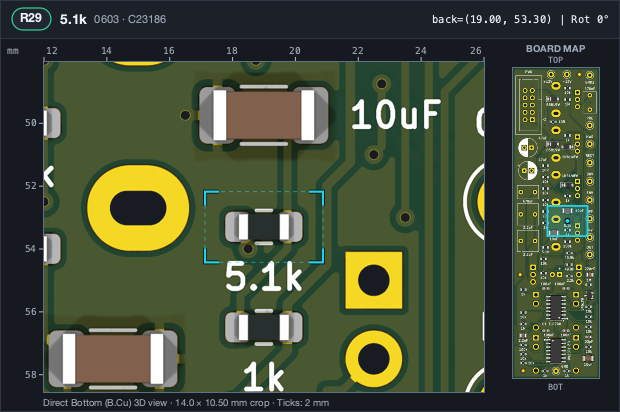 R29 5.1k 0603 · C23186 back=(19.00, 53.30) | Rot 0°
mm 12 14 16 18 20 22 24 26
50
52
54
56
58
10uF
5.1k
1k
BOARD MAP
TOP
BOT
Direct Bottom (B.Cu) 3D view · 14.0 × 10.50 mm crop · Ticks: 2 mm